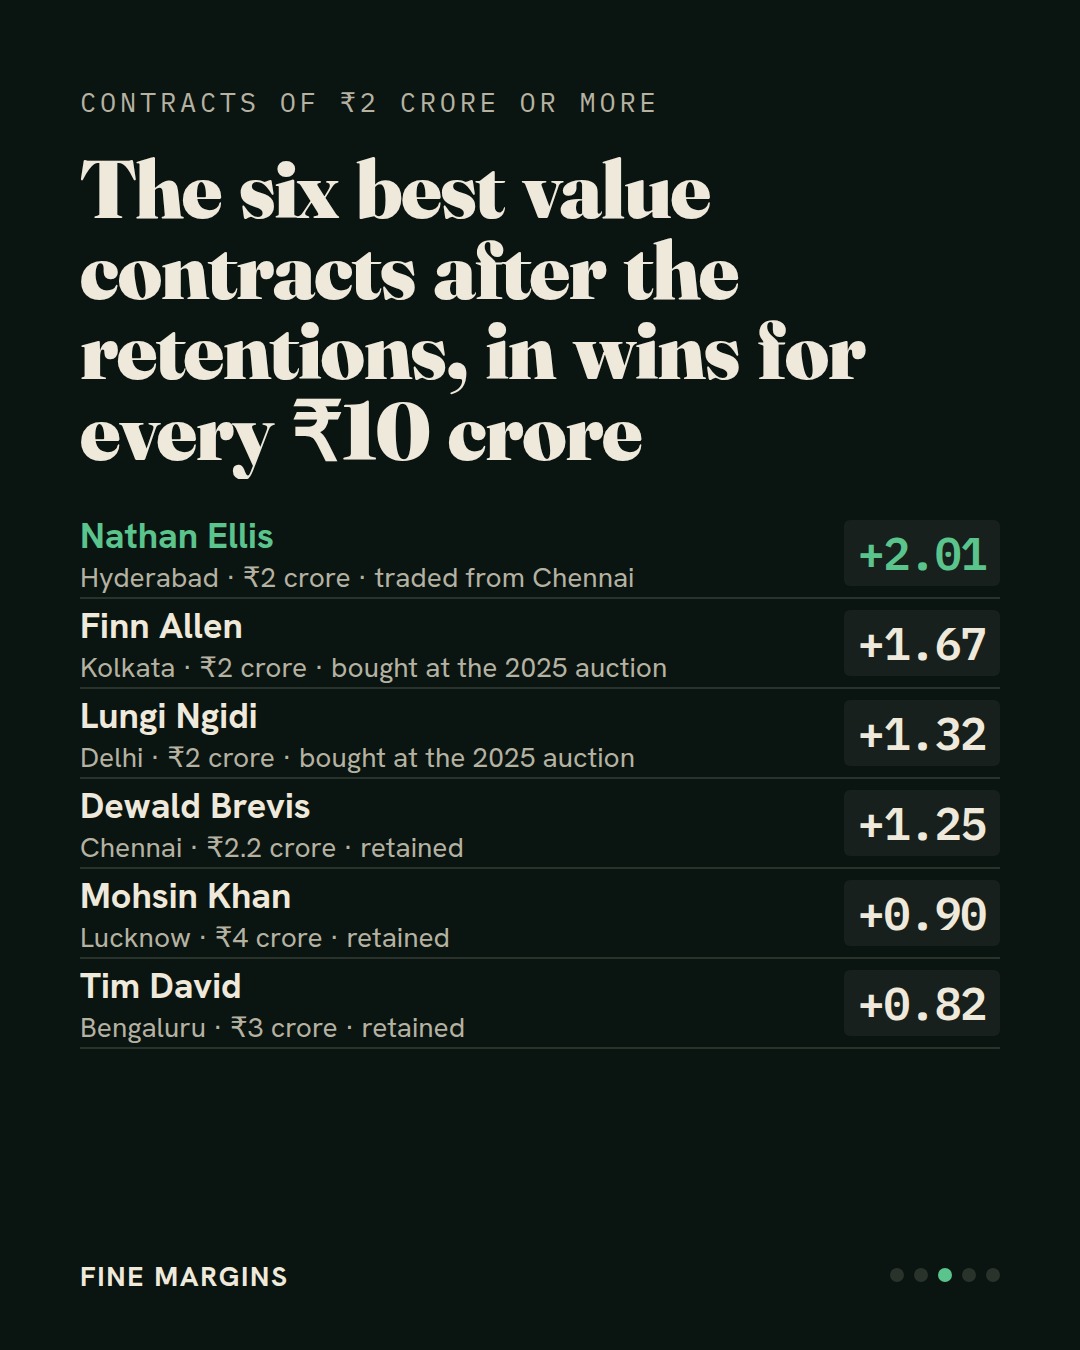 CONTRACTS OF ₹2 CRORE OR MORE
The six best value
contracts after the
retentions, in wins for
every ₹10 crore
Nathan Ellis
+2.01
Hyderabad · ₹2 crore · traded from Chennai
Finn Allen
+1.67
Kolkata · ₹2 crore · bought at the 2025 auction
Lungi Ngidi
+1.32
Delhi · ₹2 crore · bought at the 2025 auction
Dewald Brevis
+1.25
Chennai · ₹2.2 crore · retained
Mohsin Khan
+0.90
Lucknow · ₹4 crore · retained
Tim David
+0.82
Bengaluru · ₹3 crore · retained
FINE MARGINS